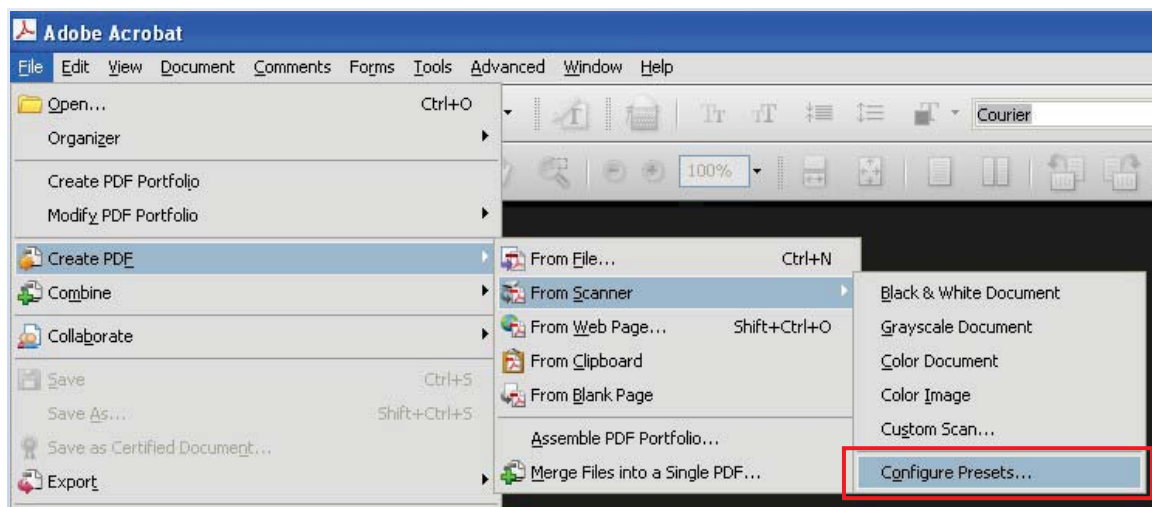 Adobe Acrobat
File Edit View Document Comments Forms Tools Advanced Window Help
Open... Ctrl+O
Organizer
Courier
100%
Create PDF Portfolio
Modify PDF Portfolio
Create PDF
Combine
Collaborate
Save Ctrl+S
Save As... Shift+Ctrl+S
Save as Certified Document...
Export
From File... Ctrl+N
From Scanner
From Web Page... Shift+Ctrl+O
From Clipboard
From Blank Page
Assemble PDF Portfolio...
Merge Files into a Single PDF...
Black & White Document
Grayscale Document
Color Document
Color Image
Custom Scan...
Configure Presets...